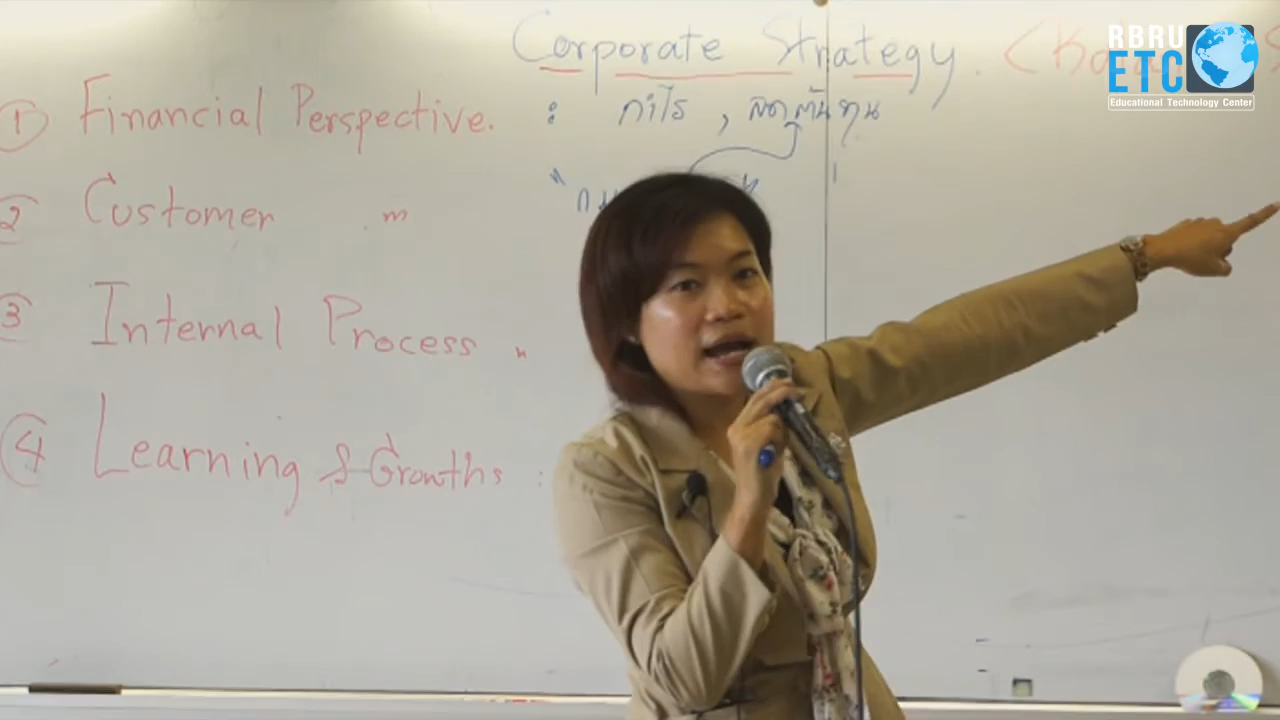 Corporate Strategy.
① Financial Perspective. : กำไร , ลดต้นทุน
② Customer "
③ Internal Process "
④ Learning & Growths :
RBRU
ETC
Educational Technology Center